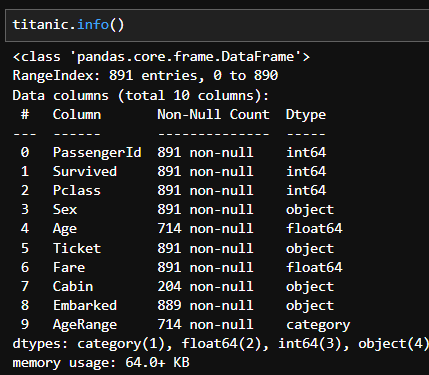 titanic.info()
<class 'pandas.core.frame.DataFrame'>
RangeIndex: 891 entries, 0 to 890
Data columns (total 10 columns):
 #   Column       Non-Null Count  Dtype
---  ------       --------------  -----
 0   PassengerId  891 non-null    int64
 1   Survived     891 non-null    int64
 2   Pclass       891 non-null    int64
 3   Sex          891 non-null    object
 4   Age          714 non-null    float64
 5   Ticket       891 non-null    object
 6   Fare         891 non-null    float64
 7   Cabin        204 non-null    object
 8   Embarked     889 non-null    object
 9   AgeRange     714 non-null    category
dtypes: category(1), float64(2), int64(3), object(4)
memory usage: 64.0+ KB